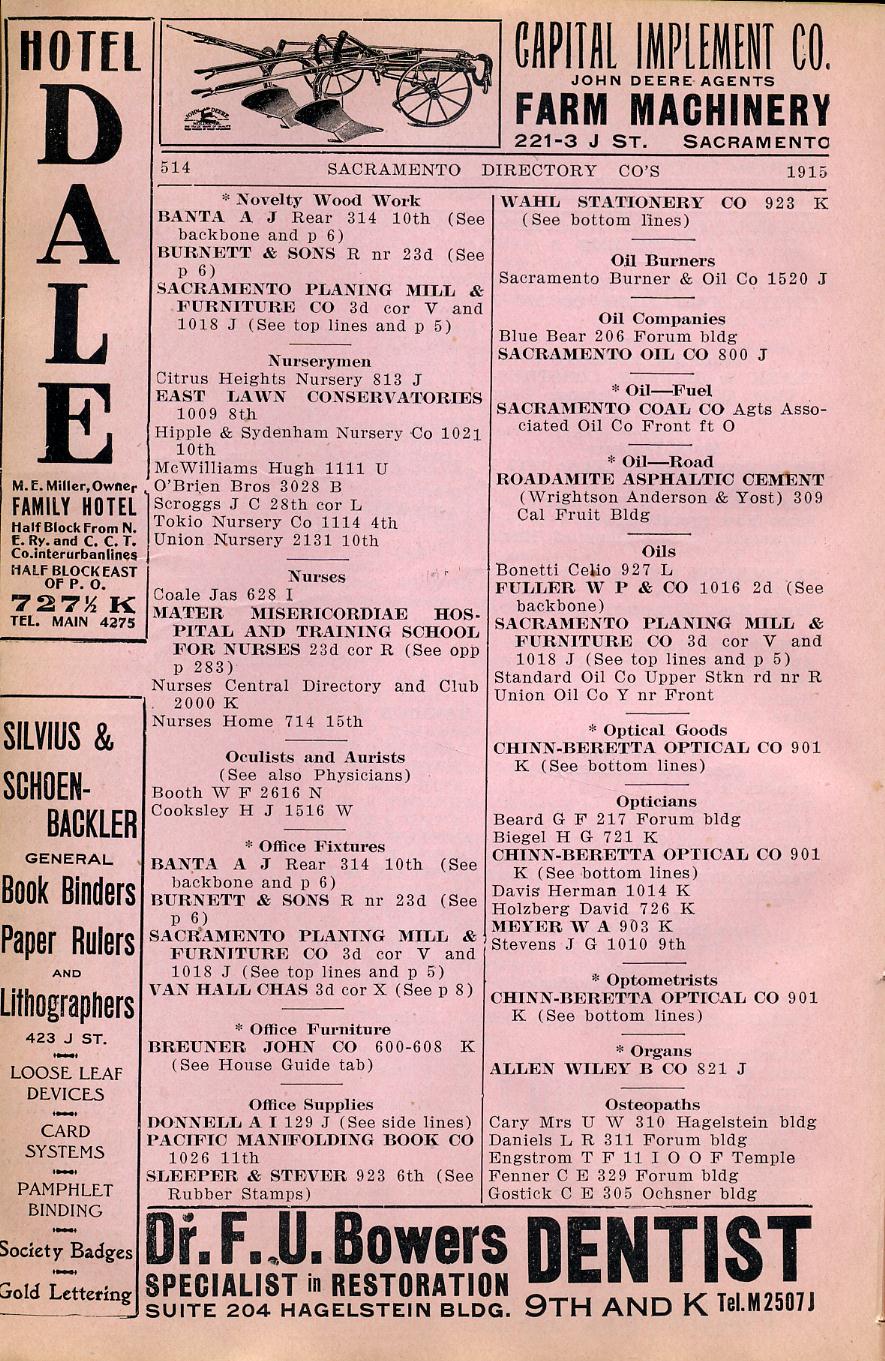 HOTEL
DALE
M. E. Miller, Owner
FAMILY HOTEL
Half Block From N.
E. Ry. and C. C. T.
Co. interurban lines
HALF BLOCK EAST
OF P. O.
727½ K
TEL. MAIN 4275
SILVIUS &
SCHOEN-
BACKLER
GENERAL
Book Binders
Paper Rulers
AND
Lithographers
423 J ST.
LOOSE LEAF
DEVICES
CARD
SYSTEMS
PAMPHLET
BINDING
Society Badges
Gold Lettering
CAPITAL IMPLEMENT CO.
JOHN DEERE AGENTS
FARM MACHINERY
221-3 J ST. SACRAMENTO
514 SACRAMENTO DIRECTORY CO'S 1915
* Novelty Wood Work
BANTA A J Rear 314 10th (See
backbone and p 6)
BURNETT & SONS R nr 23d (See
p 6)
SACRAMENTO PLANING MILL &
FURNITURE CO 3d cor V and
1018 J (See top lines and p 5)
Nurserymen
Citrus Heights Nursery 813 J
EAST LAWN CONSERVATORIES
1009 8th
Hipple & Sydenham Nursery Co 1021
10th
McWilliams Hugh 1111 U
O'Brien Bros 3028 B
Scroggs J C 28th cor L
Tokio Nursery Co 1114 4th
Union Nursery 2131 10th
Nurses
Coale Jas 628 I
MATER MISERICORDIAE HOS-
PITAL AND TRAINING SCHOOL
FOR NURSES 23d cor R (See opp
p 283)
Nurses Central Directory and Club
2000 K
Nurses Home 714 15th
Oculists and Aurists
(See also Physicians)
Booth W F 2616 N
Cooksley H J 1516 W
* Office Fixtures
BANTA A J Rear 314 10th (See
backbone and p 6)
BURNETT & SONS R nr 23d (See
p 6)
SACRAMENTO PLANING MILL &
FURNITURE CO 3d cor V and
1018 J (See top lines and p 5)
VAN HALL CHAS 3d cor X (See p 8)
* Office Furniture
BREUNER JOHN CO 600-608 K
(See House Guide tab)
Office Supplies
DONNELL A I 129 J (See side lines)
PACIFIC MANIFOLDING BOOK CO
1026 11th
SLEEPER & STEVER 923 6th (See
Rubber Stamps)
WAHL STATIONERY CO 923 K
(See bottom lines)
Oil Burners
Sacramento Burner & Oil Co 1520 J
Oil Companies
Blue Bear 206 Forum bldg
SACRAMENTO OIL CO 800 J
* Oil—Fuel
SACRAMENTO COAL CO Agts Asso-
ciated Oil Co Front ft O
* Oil—Road
ROADAMITE ASPHALTIC CEMENT
(Wrightson Anderson & Yost) 309
Cal Fruit Bldg
Oils
Bonetti Celio 927 L
FULLER W P & CO 1016 2d (See
backbone)
SACRAMENTO PLANING MILL &
FURNITURE CO 3d cor V and
1018 J (See top lines and p 5)
Standard Oil Co Upper Stkn rd nr R
Union Oil Co Y nr Front
* Optical Goods
CHINN-BERETTA OPTICAL CO 901
K (See bottom lines)
Opticians
Beard G F 217 Forum bldg
Biegel H G 721 K
CHINN-BERETTA OPTICAL CO 901
K (See bottom lines)
Davis Herman 1014 K
Holzberg David 726 K
MEYER W A 903 K
Stevens J G 1010 9th
* Optometrists
CHINN-BERETTA OPTICAL CO 901
K (See bottom lines)
* Organs
ALLEN WILEY B CO 821 J
Osteopaths
Cary Mrs U W 310 Hagelstein bldg
Daniels L R 311 Forum bldg
Engstrom T F 11 I O O F Temple
Fenner C E 329 Forum bldg
Gostick C E 305 Ochsner bldg
Dr. F. U. Bowers DENTIST
SPECIALIST in RESTORATION
SUITE 204 HAGELSTEIN BLDG. 9TH AND K Tel. M 2507 J